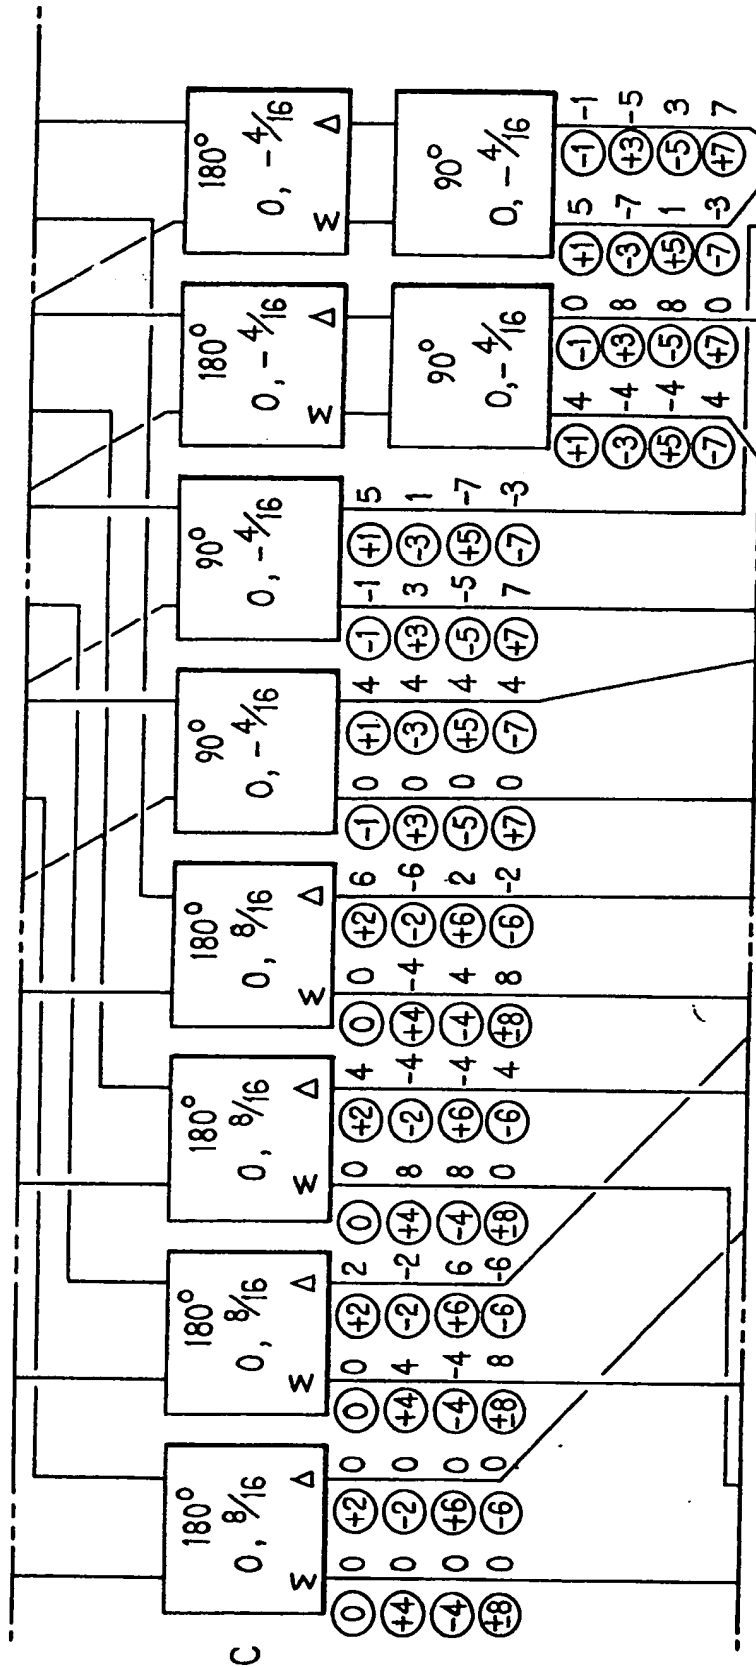 C
180°
0, 8/16
Σ Δ
0 0 +2 0
+4 0 -2 0
-4 0 +6 0
±8 0 -6 0
180°
0, 8/16
Σ Δ
0 0 +2 2
+4 4 -2 -2
-4 -4 +6 6
±8 8 -6 -6
180°
0, 8/16
Σ Δ
0 0 +2 4
+4 8 -2 -4
-4 8 +6 -4
±8 0 -6 4
180°
0, 8/16
Σ Δ
0 0 +2 6
+4 -4 -2 -6
-4 4 +6 2
±8 8 -6 -2
90°
0, -4/16
-1 0 +1 4
+3 0 -3 4
-5 0 +5 4
+7 0 -7 4
90°
0, -4/16
-1 -1 +1 5
+3 3 -3 1
-5 -5 +5 -7
+7 7 -7 -3
180°
0, -4/16
Σ Δ
90°
0, -4/16
+1 4 -1 0
-3 -4 +3 8
+5 -4 -5 8
-7 4 +7 0
180°
0, -4/16
Σ Δ
90°
0, -4/16
+1 5 -1 -1
-3 -7 +3 -5
+5 1 -5 3
-7 -3 +7 7